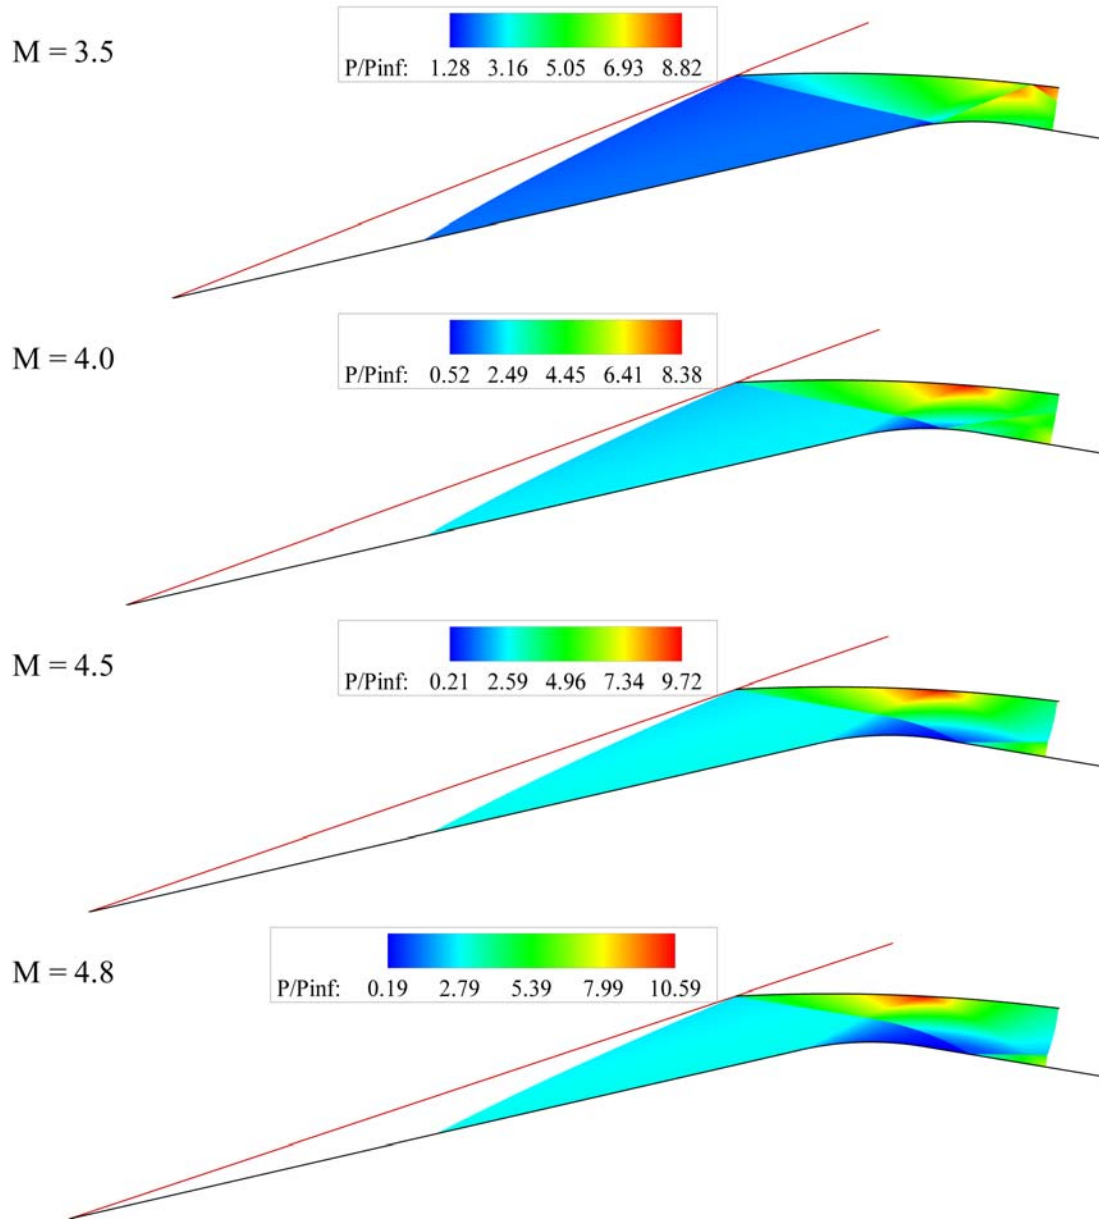 M = 3.5
P/Pinf: 1.28 3.16 5.05 6.93 8.82
M = 4.0
P/Pinf: 0.52 2.49 4.45 6.41 8.38
M = 4.5
P/Pinf: 0.21 2.59 4.96 7.34 9.72
M = 4.8
P/Pinf: 0.19 2.79 5.39 7.99 10.59